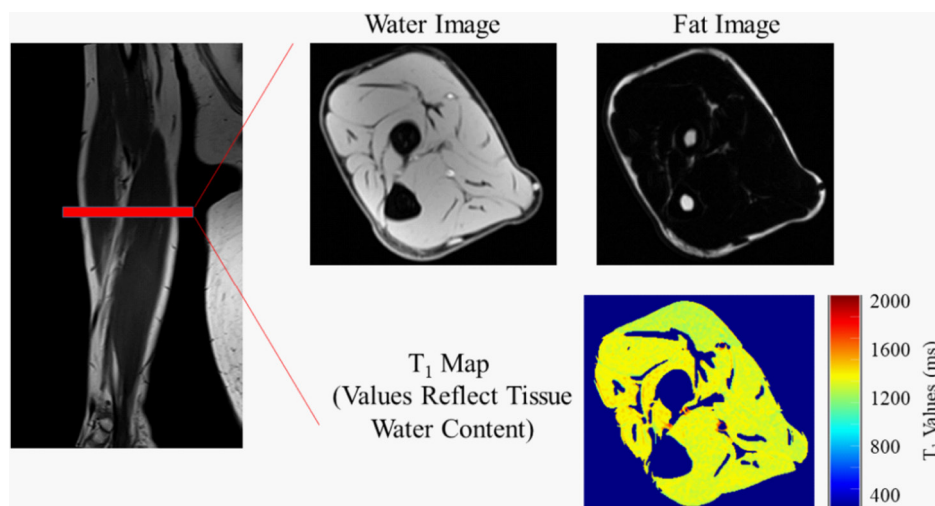 Water Image
Fat Image
T₁ Map
(Values Reflect Tissue
Water Content)
2000
1600
1200
800
400
T₁ Values (ms)